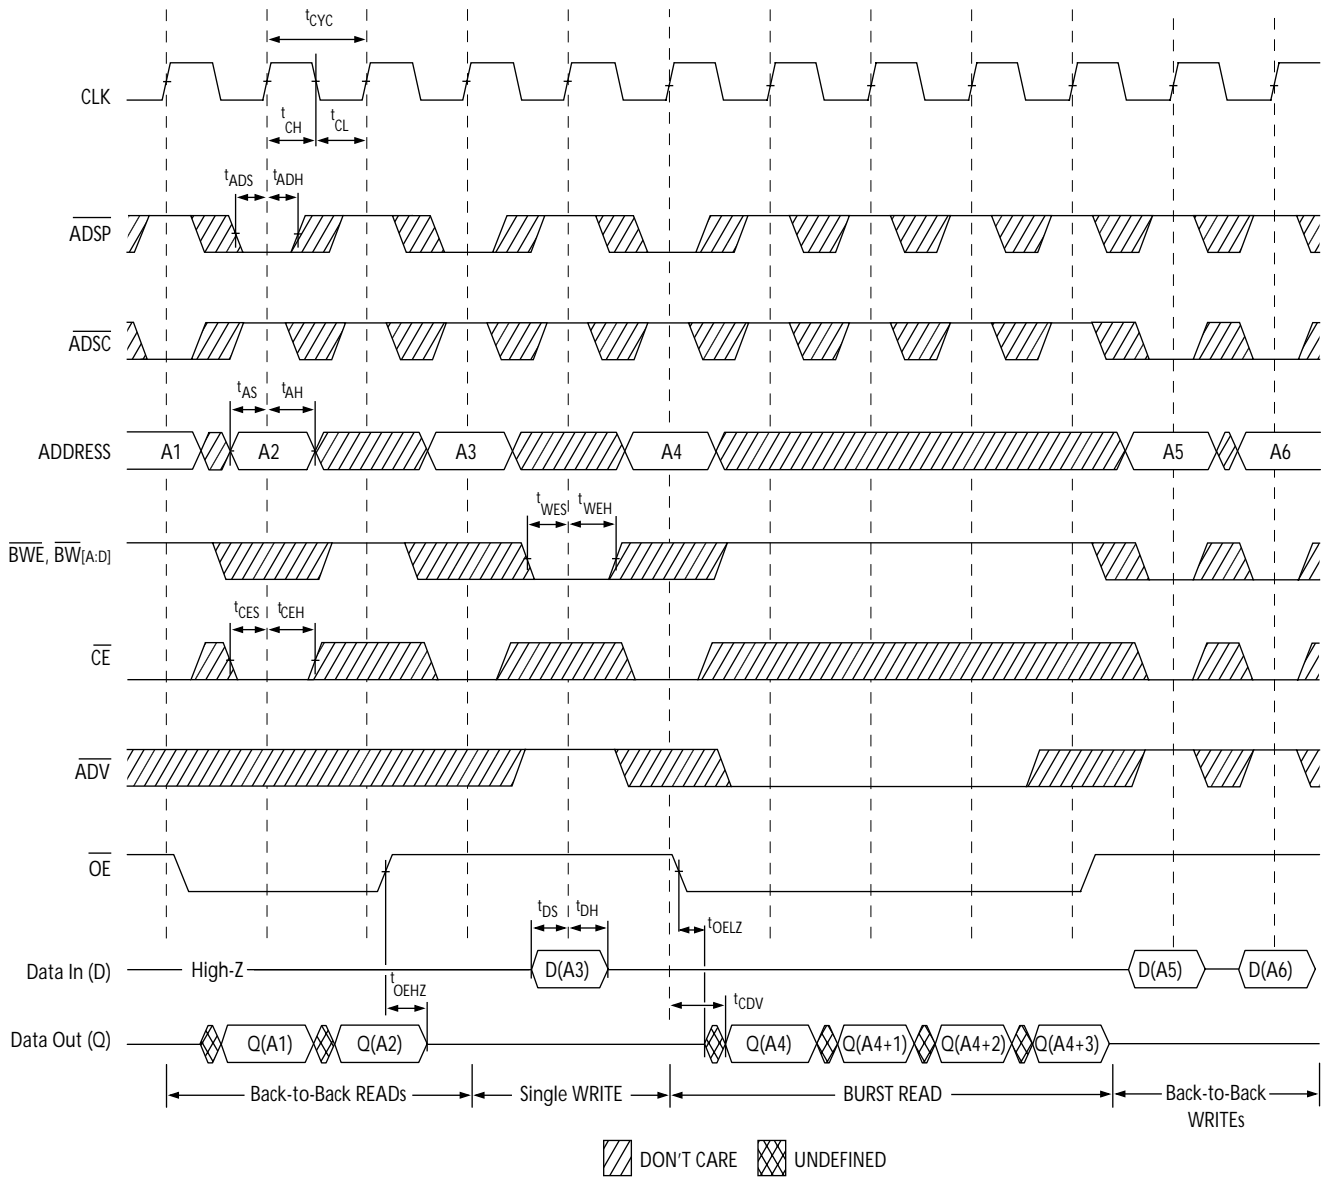 tCYC
CLK
tCH
tCL
tADS
tADH
ADSP
ADSC
tAS
tAH
ADDRESS
A1
A2
A3
A4
A5
A6
tWES
tWEH
BWE, BW[A:D]
tCES
tCEH
CE
ADV
OE
tDS
tDH
tOELZ
Data In (D)
High-Z
D(A3)
D(A5)
D(A6)
tOEHZ
tCDV
Data Out (Q)
Q(A1)
Q(A2)
Q(A4)
Q(A4+1)
Q(A4+2)
Q(A4+3)
Back-to-Back READs
Single WRITE
BURST READ
Back-to-Back
WRITEs
DON'T CARE
UNDEFINED